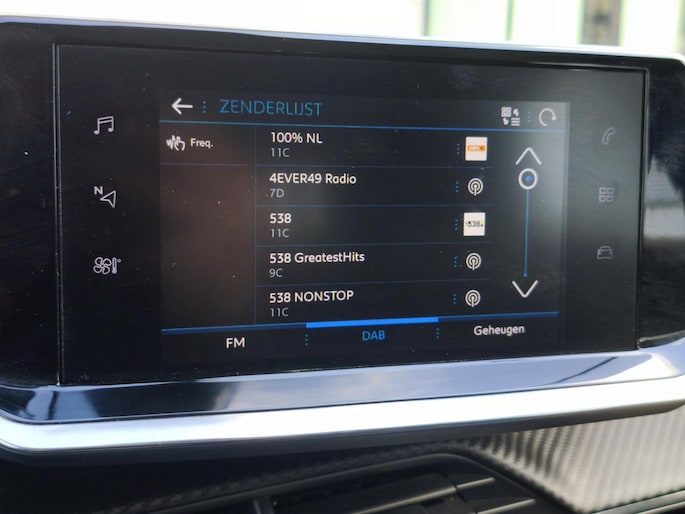 ZENDERLIJST
Freq.
100% NL
11C
4EVER49 Radio
7D
538
11C
538
538 GreatestHits
9C
538 NONSTOP
11C
N
FM
DAB
Geheugen